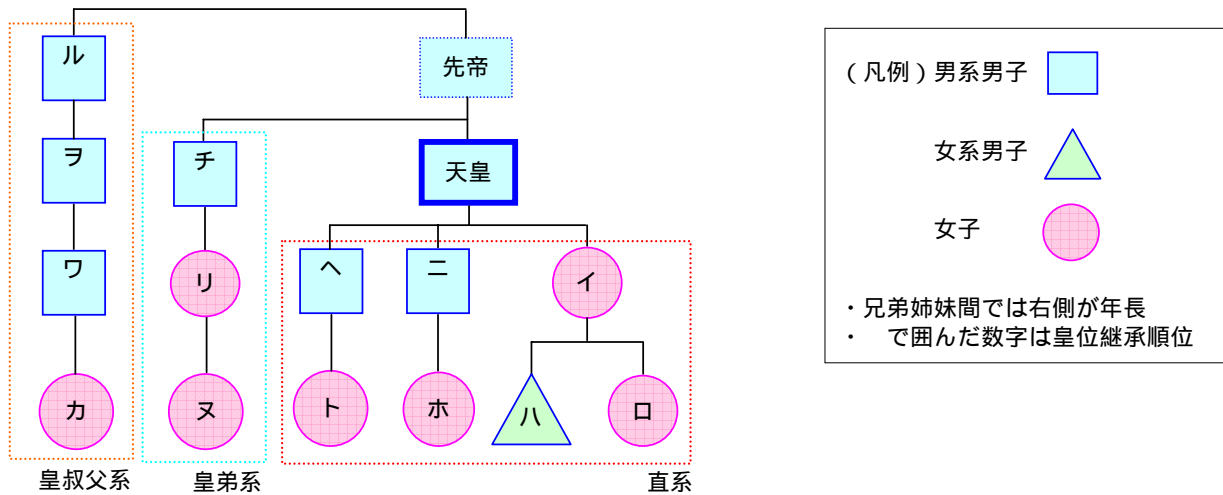 ル
先帝
ヲ
チ
天皇
ワ
リ
ヘ
ニ
イ
カ
ヌ
ト
ホ
ハ
ロ
皇叔父系
皇弟系
直系
(凡例)男系男子
女系男子
女子
・兄弟姉妹間では右側が年長
・ で囲んだ数字は皇位継承順位